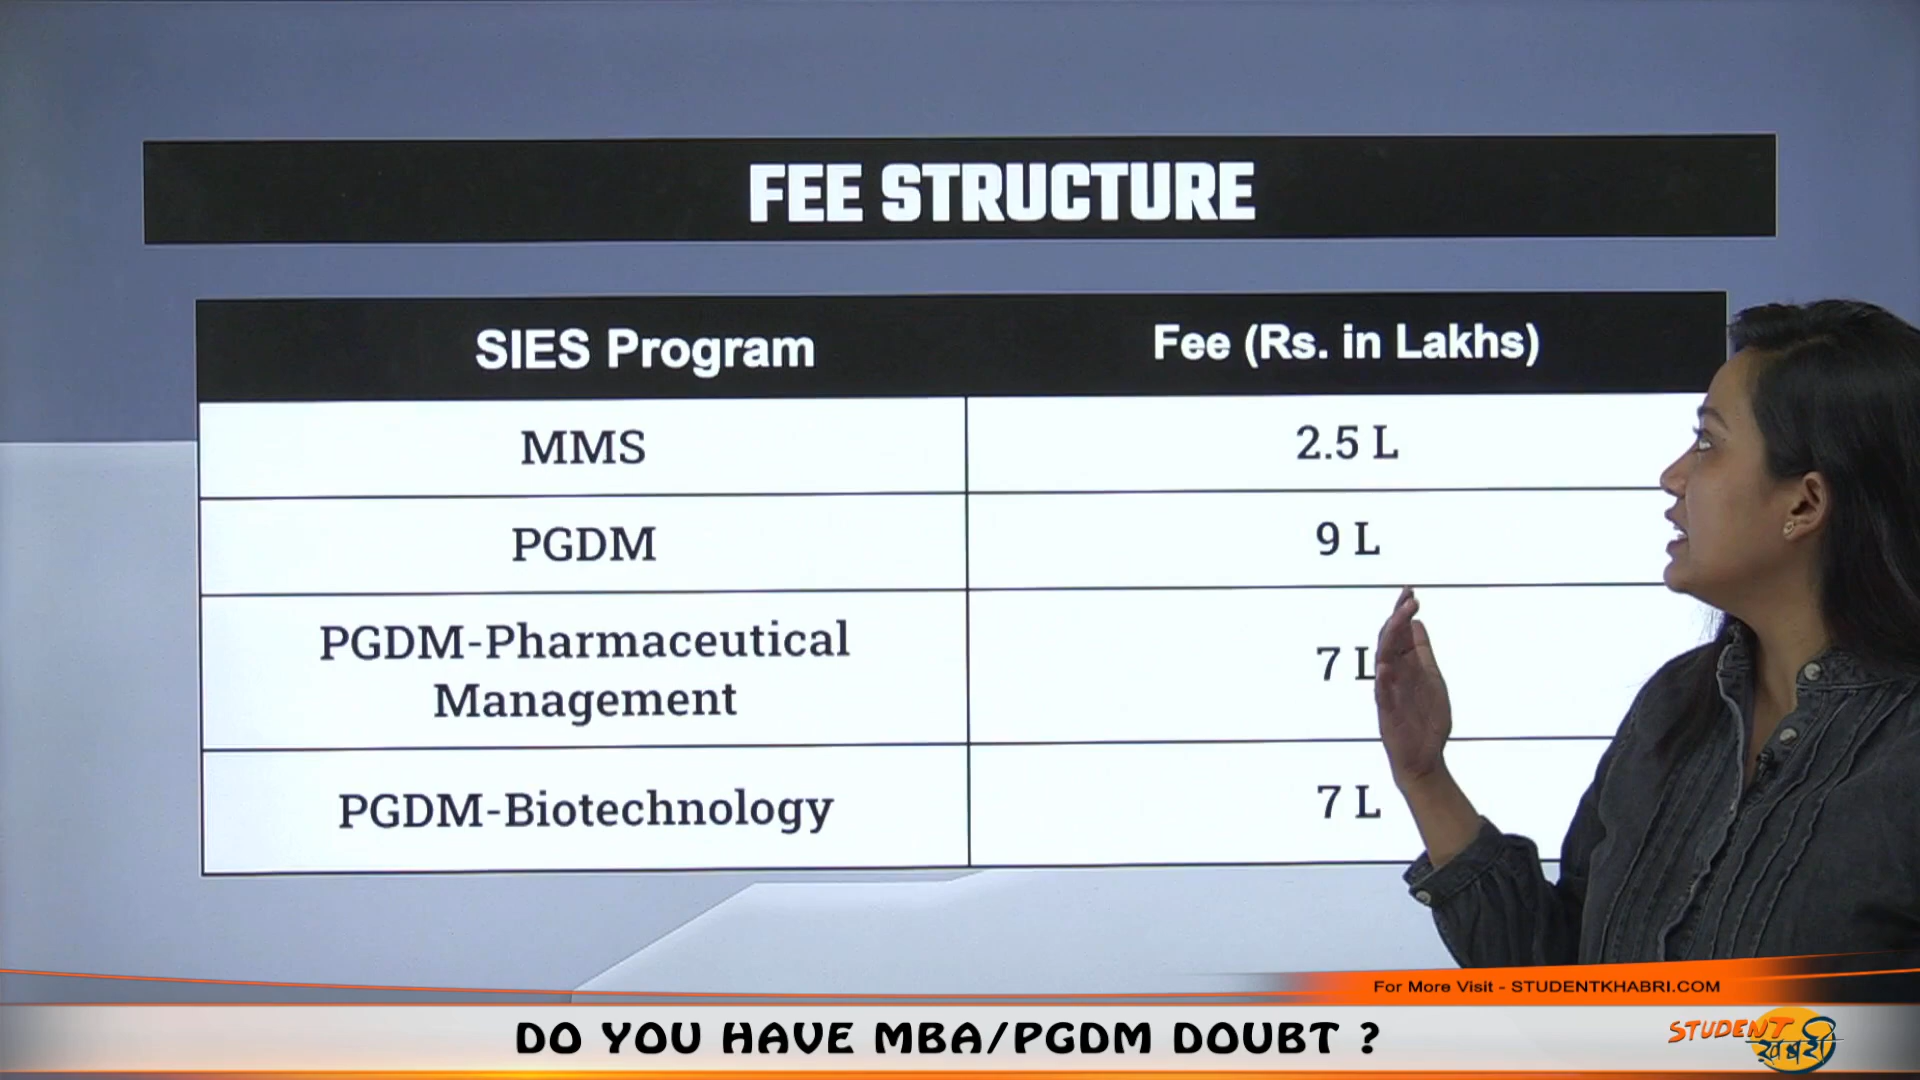 FEE STRUCTURE
SIES Program
Fee (Rs. in Lakhs)
MMS
2.5 L
PGDM
9 L
PGDM-Pharmaceutical
Management
7 L
PGDM-Biotechnology
7 L
For More Visit - STUDENTKHABRI.COM
DO YOU HAVE MBA/PGDM DOUBT ?
STUDENT
ख़बरी